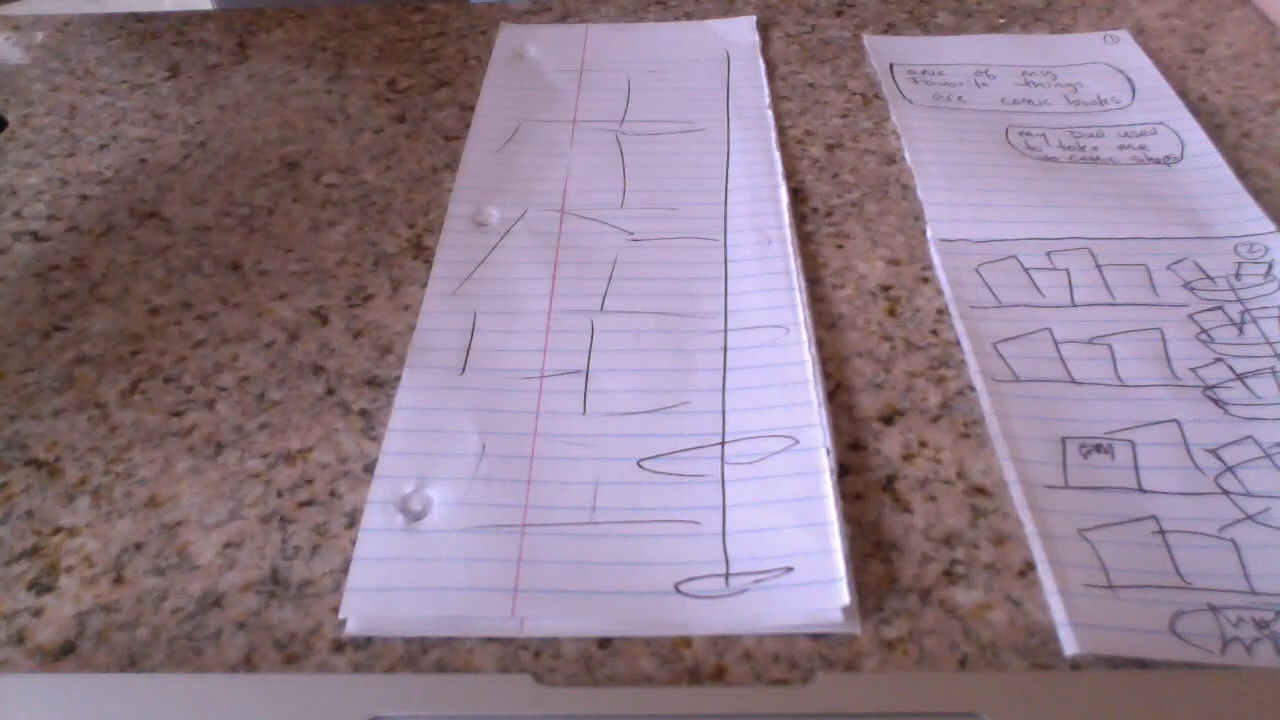 ①
one of my
Favorite things
are comic books
My Dad used
to take me
to comic shops
②